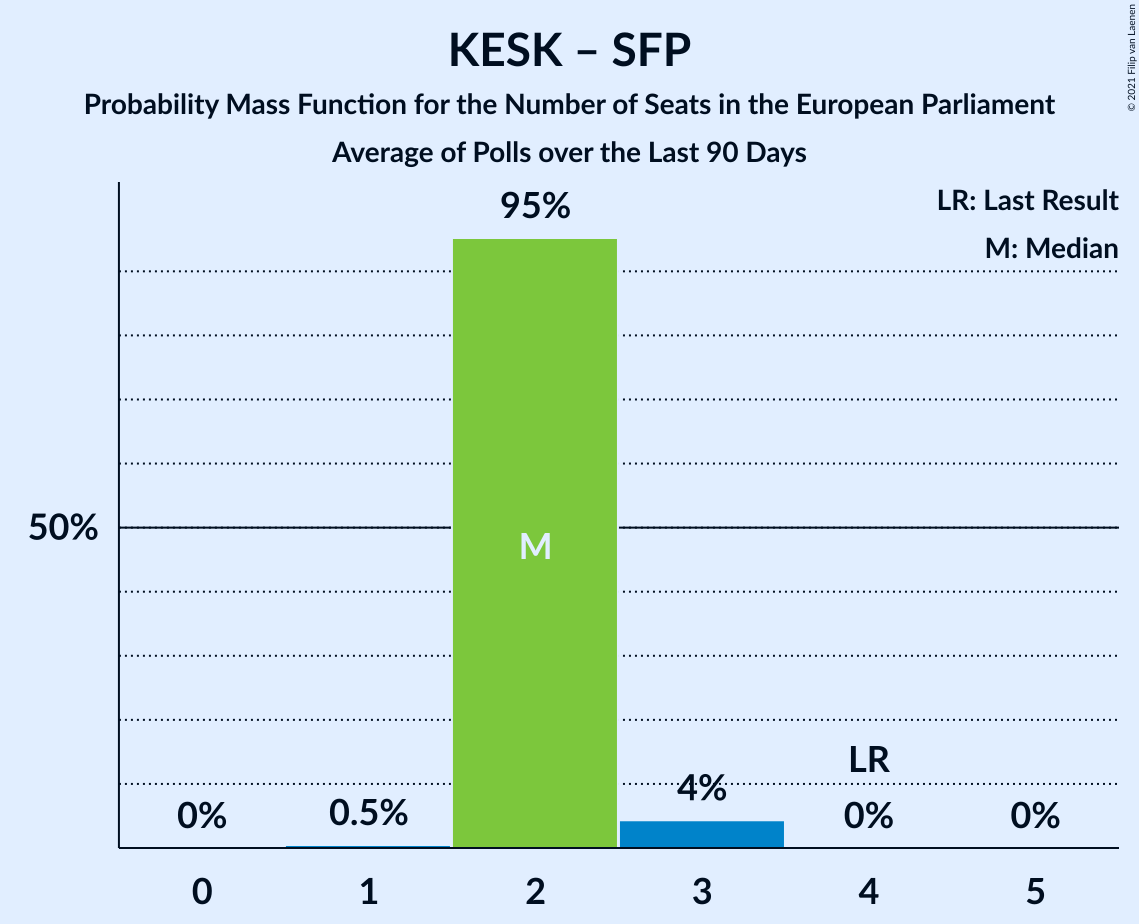 KESK – SFP
Probability Mass Function for the Number of Seats in the European Parliament
Average of Polls over the Last 90 Days
© 2021 Filip van Laenen
LR: Last Result
M: Median
95%
50%
M
LR
4%
0%
0.5%
0%
0%
0
1
2
3
4
5